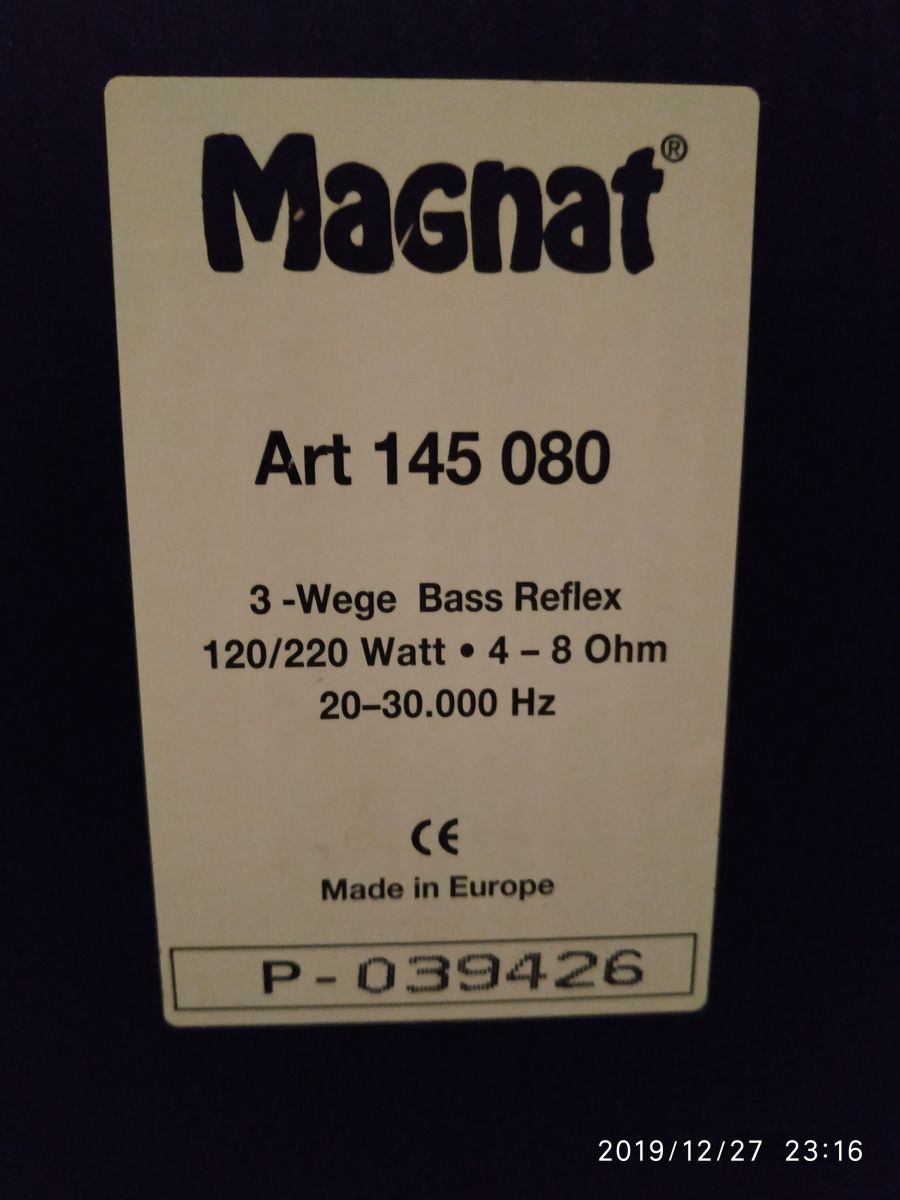 Magnat®
Art 145 080
3 -Wege Bass Reflex
120/220 Watt • 4 – 8 Ohm
20–30.000 Hz
CE
Made in Europe
P-039426
2019/12/27 23:16